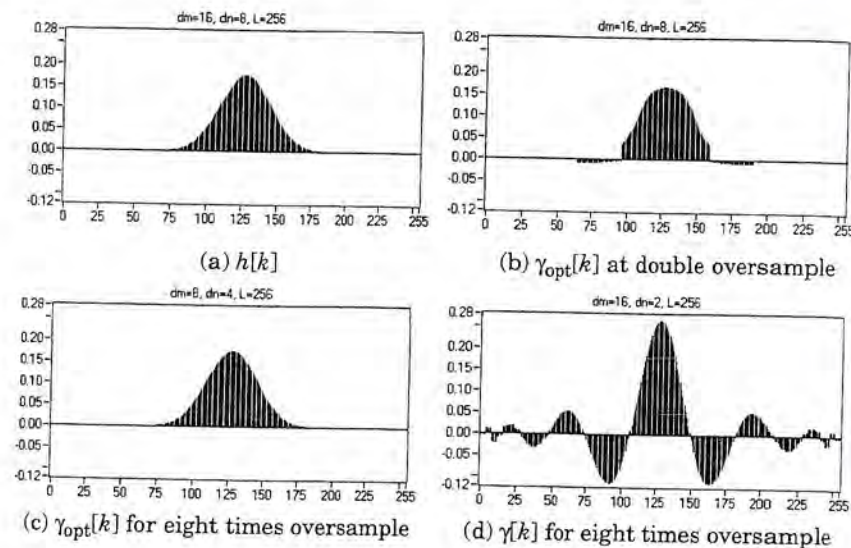 dm=16, dn=8, L=256
0.28
0.20
0.15
0.10
0.05
0.00
-0.05
-0.12
0 25 50 75 100 125 150 175 200 225 255
(a) h[k]
dm=16, dn=8, L=256
0.28
0.20
0.15
0.10
0.05
0.00
-0.05
-0.12
0 25 50 75 100 125 150 175 200 225 255
(b) γopt[k] at double oversample
dm=8, dn=4, L=256
0.28
0.20
0.15
0.10
0.05
0.00
-0.05
-0.12
0 25 50 75 100 125 150 175 200 225 255
(c) γopt[k] for eight times oversample
dm=16, dn=2, L=256
0.28
0.20
0.15
0.10
0.05
0.00
-0.05
-0.12
0 25 50 75 100 125 150 175 200 225 255
(d) γ[k] for eight times oversample